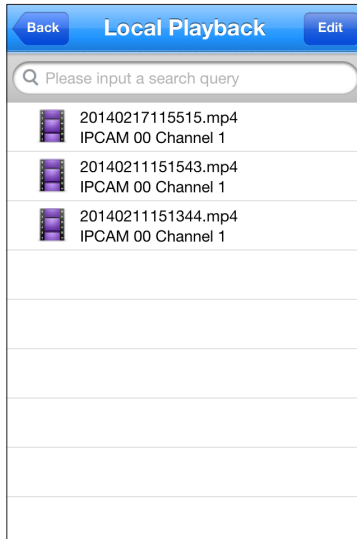 Back Local Playback Edit
Please input a search query
20140217115515.mp4
IPCAM 00 Channel 1
20140211151543.mp4
IPCAM 00 Channel 1
20140211151344.mp4
IPCAM 00 Channel 1